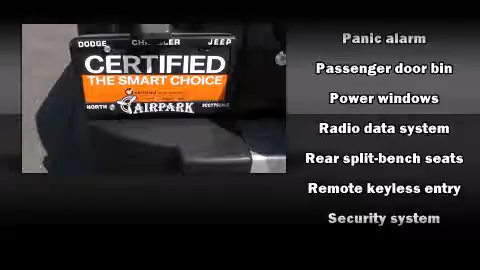 DODGE CHRYSLER JEEP
CERTIFIED
THE SMART CHOICE
NORTH AIRPARK SCOTTSDALE
Panic alarm
Passenger door bin
Power windows
Radio data system
Rear split-bench seats
Remote keyless entry
Security system